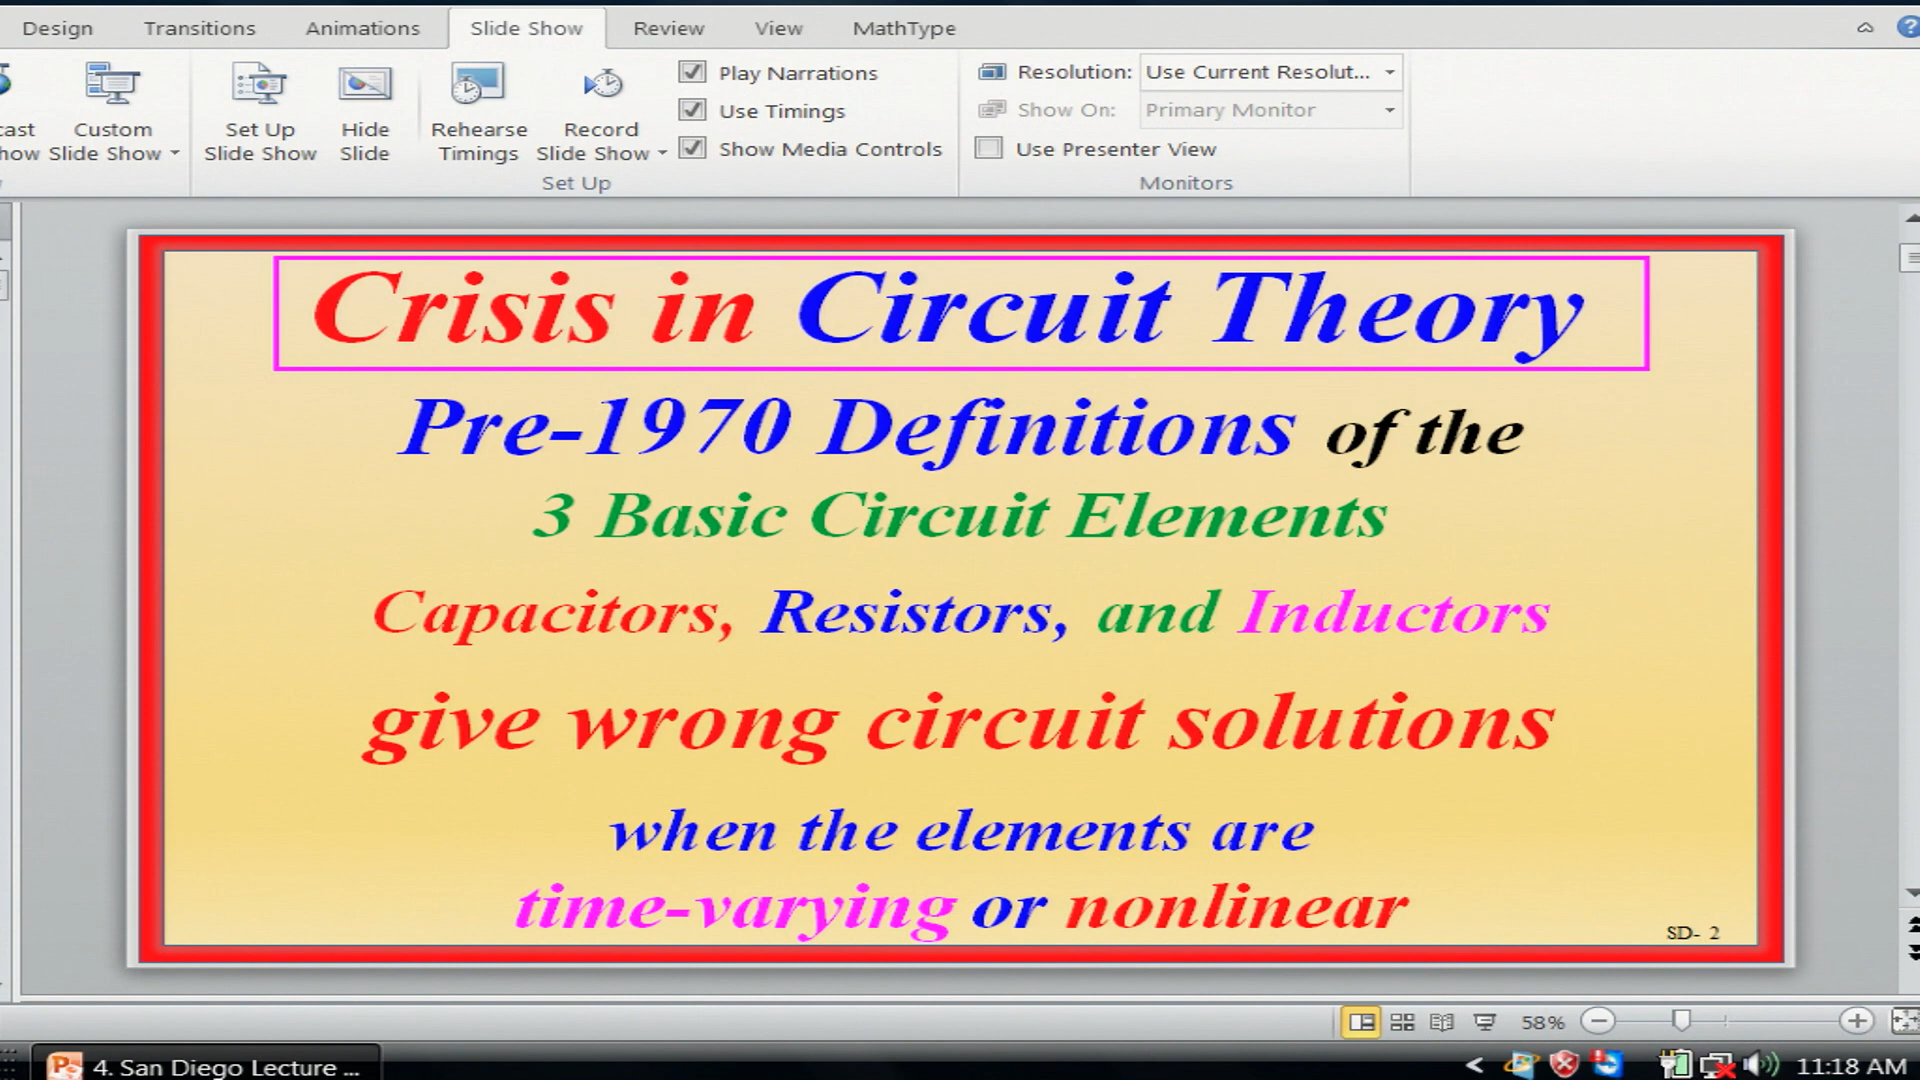 Design Transitions Animations Slide Show Review View MathType
Custom Slide Show
Set Up Slide Show
Hide Slide
Rehearse Timings
Record Slide Show
Play Narrations
Use Timings
Show Media Controls
Set Up
Resolution: Use Current Resolut...
Show On: Primary Monitor
Use Presenter View
Monitors
Crisis in Circuit Theory
Pre-1970 Definitions of the
3 Basic Circuit Elements
Capacitors, Resistors, and Inductors
give wrong circuit solutions
when the elements are
time-varying or nonlinear
SD- 2
58%
4. San Diego Lecture ...
11:18 AM